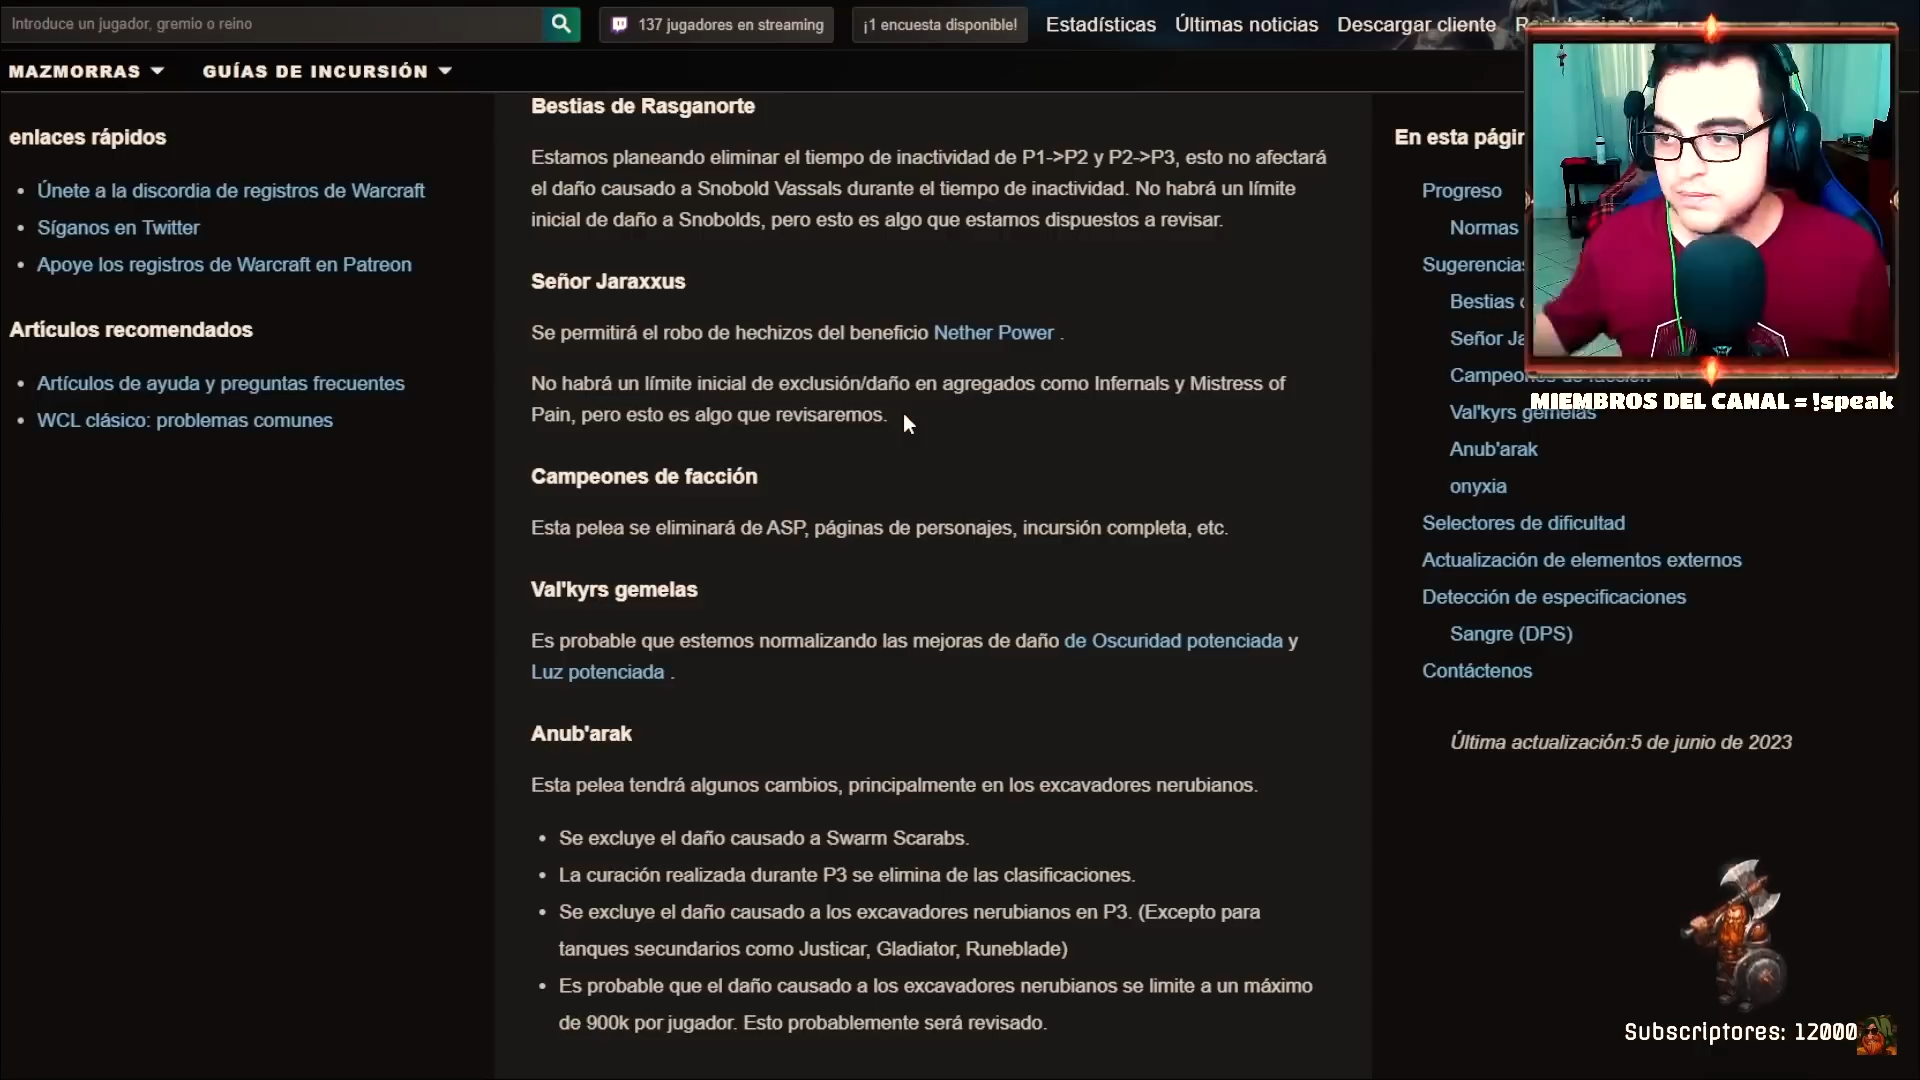 Introduce un jugador, gremio o reino
137 jugadores en streaming
¡1 encuesta disponible!
Estadísticas
Últimas noticias
Descargar cliente
MAZMORRAS
GUÍAS DE INCURSIÓN
enlaces rápidos
Únete a la discordia de registros de Warcraft
Síganos en Twitter
Apoye los registros de Warcraft en Patreon
Artículos recomendados
Artículos de ayuda y preguntas frecuentes
WCL clásico: problemas comunes
Bestias de Rasganorte
Estamos planeando eliminar el tiempo de inactividad de P1->P2 y P2->P3, esto no afectará
el daño causado a Snobold Vassals durante el tiempo de inactividad. No habrá un límite
inicial de daño a Snobolds, pero esto es algo que estamos dispuestos a revisar.
Señor Jaraxxus
Se permitirá el robo de hechizos del beneficio Nether Power .
No habrá un límite inicial de exclusión/daño en agregados como Infernals y Mistress of
Pain, pero esto es algo que revisaremos.
Campeones de facción
Esta pelea se eliminará de ASP, páginas de personajes, incursión completa, etc.
Val'kyrs gemelas
Es probable que estemos normalizando las mejoras de daño de Oscuridad potenciada y
Luz potenciada .
Anub'arak
Esta pelea tendrá algunos cambios, principalmente en los excavadores nerubianos.
Se excluye el daño causado a Swarm Scarabs.
La curación realizada durante P3 se elimina de las clasificaciones.
Se excluye el daño causado a los excavadores nerubianos en P3. (Excepto para
tanques secundarios como Justicar, Gladiator, Runeblade)
Es probable que el daño causado a los excavadores nerubianos se limite a un máximo
de 900k por jugador. Esto probablemente será revisado.
En esta págin
Progreso
Normas
Sugerencias
Bestias
Señor Ja
Campeones de facción
MIEMBROS DEL CANAL = !speak
Val'kyrs gemelas
Anub'arak
onyxia
Selectores de dificultad
Actualización de elementos externos
Detección de especificaciones
Sangre (DPS)
Contáctenos
Última actualización:5 de junio de 2023
Subscriptores: 12000